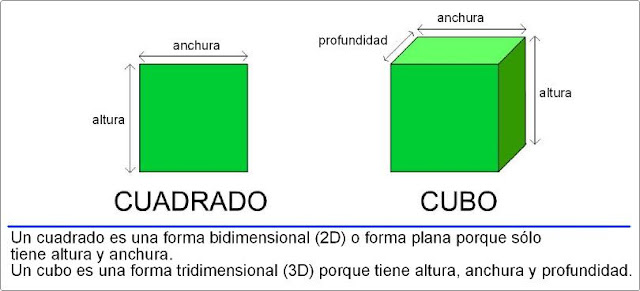 anchura
altura
CUADRADO
profundidad
anchura
altura
CUBO
Un cuadrado es una forma bidimensional (2D) o forma plana porque sólo
tiene altura y anchura.
Un cubo es una forma tridimensional (3D) porque tiene altura, anchura y profundidad.